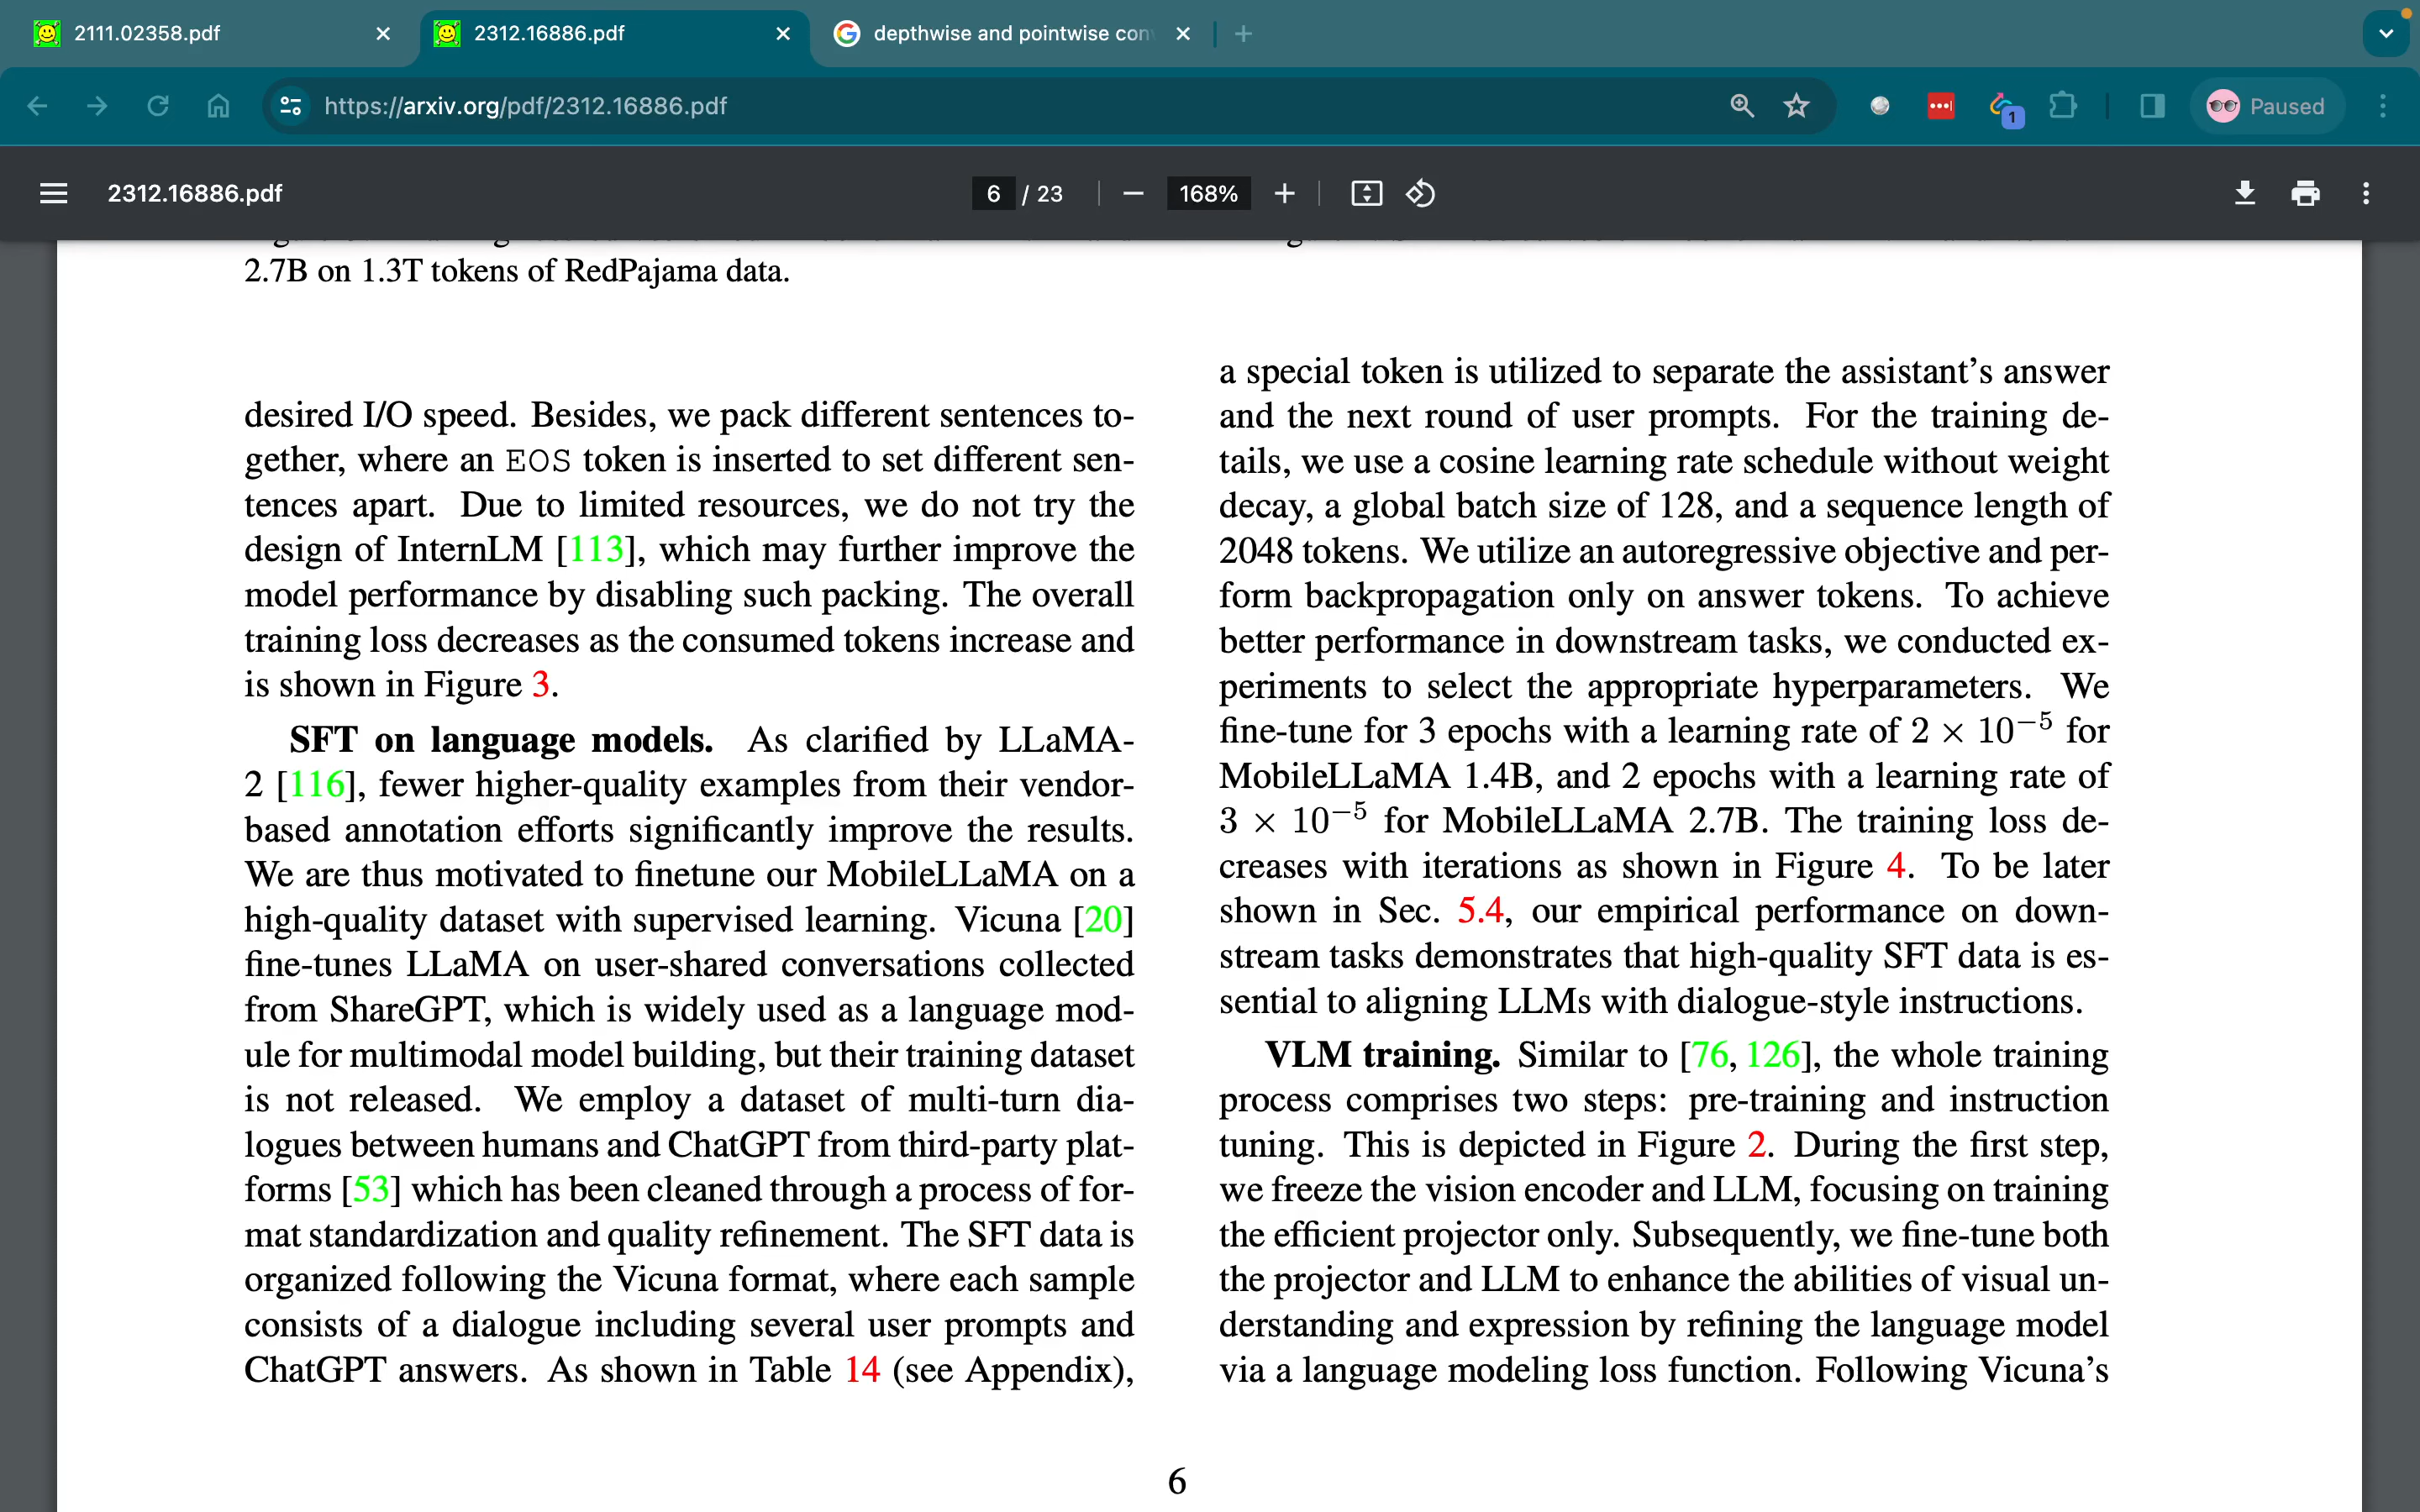 2111.02358.pdf
2312.16886.pdf
depthwise and pointwise con
https://arxiv.org/pdf/2312.16886.pdf
1
Paused
2312.16886.pdf
6 / 23
168%
2.7B on 1.3T tokens of RedPajama data.
desired I/O speed. Besides, we pack different sentences to-
gether, where an EOS token is inserted to set different sen-
tences apart. Due to limited resources, we do not try the
design of InternLM [113], which may further improve the
model performance by disabling such packing. The overall
training loss decreases as the consumed tokens increase and
is shown in Figure 3.
SFT on language models. As clarified by LLaMA-
2 [116], fewer higher-quality examples from their vendor-
based annotation efforts significantly improve the results.
We are thus motivated to finetune our MobileLLaMA on a
high-quality dataset with supervised learning. Vicuna [20]
fine-tunes LLaMA on user-shared conversations collected
from ShareGPT, which is widely used as a language mod-
ule for multimodal model building, but their training dataset
is not released. We employ a dataset of multi-turn dia-
logues between humans and ChatGPT from third-party plat-
forms [53] which has been cleaned through a process of for-
mat standardization and quality refinement. The SFT data is
organized following the Vicuna format, where each sample
consists of a dialogue including several user prompts and
ChatGPT answers. As shown in Table 14 (see Appendix),
a special token is utilized to separate the assistant's answer
and the next round of user prompts. For the training de-
tails, we use a cosine learning rate schedule without weight
decay, a global batch size of 128, and a sequence length of
2048 tokens. We utilize an autoregressive objective and per-
form backpropagation only on answer tokens. To achieve
better performance in downstream tasks, we conducted ex-
periments to select the appropriate hyperparameters. We
fine-tune for 3 epochs with a learning rate of 2 × 10⁻⁵ for
MobileLLaMA 1.4B, and 2 epochs with a learning rate of
3 × 10⁻⁵ for MobileLLaMA 2.7B. The training loss de-
creases with iterations as shown in Figure 4. To be later
shown in Sec. 5.4, our empirical performance on down-
stream tasks demonstrates that high-quality SFT data is es-
sential to aligning LLMs with dialogue-style instructions.
VLM training. Similar to [76, 126], the whole training
process comprises two steps: pre-training and instruction
tuning. This is depicted in Figure 2. During the first step,
we freeze the vision encoder and LLM, focusing on training
the efficient projector only. Subsequently, we fine-tune both
the projector and LLM to enhance the abilities of visual un-
derstanding and expression by refining the language model
via a language modeling loss function. Following Vicuna's
6